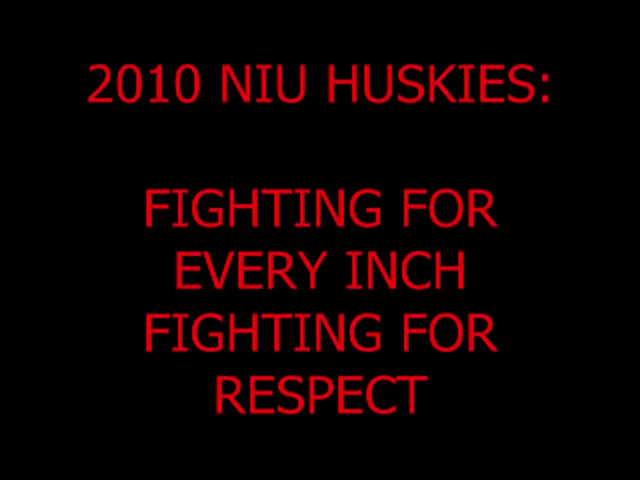 2010 NIU HUSKIES:
FIGHTING FOR
EVERY INCH
FIGHTING FOR
RESPECT